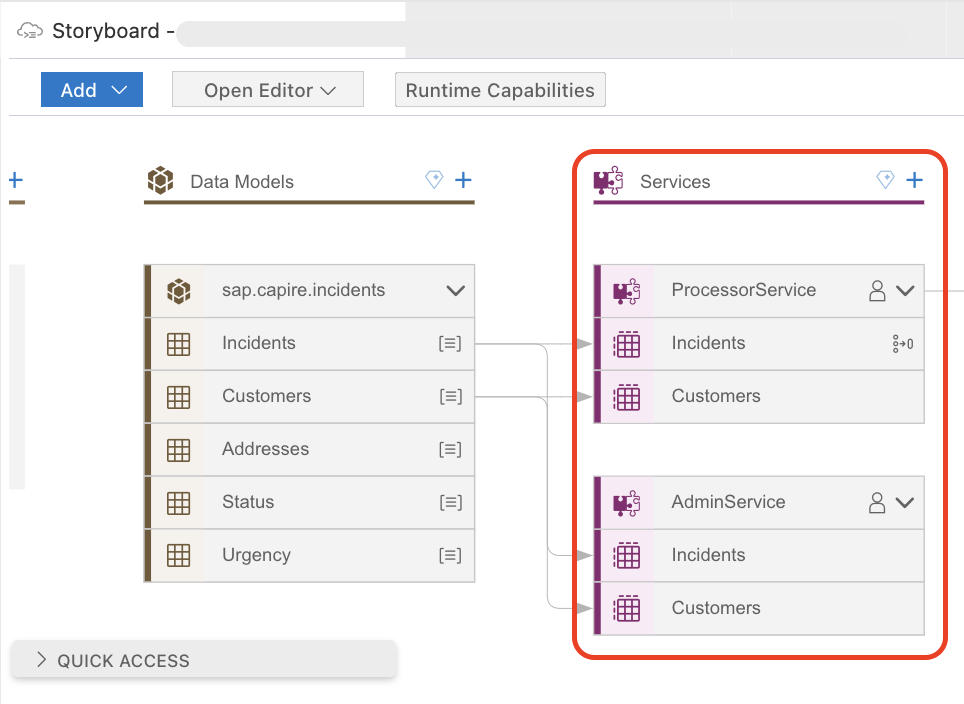 Storyboard -
Add
Open Editor
Runtime Capabilities
Data Models
Services
sap.capire.incidents
Incidents
Customers
Addresses
Status
Urgency
ProcessorService
Incidents
Customers
AdminService
Incidents
Customers
QUICK ACCESS